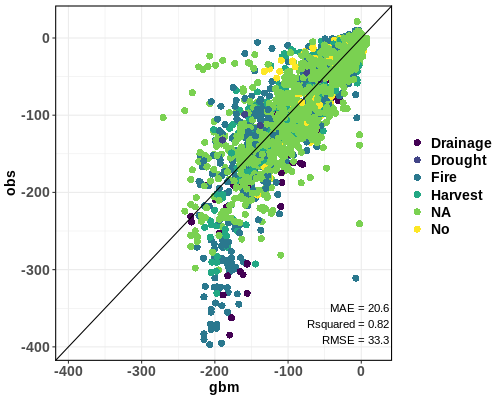 0
-100
-200
-300
-400
obs
-400 -300 -200 -100 0
gbm
MAE = 20.6
Rsquared = 0.82
RMSE = 33.3
Drainage
Drought
Fire
Harvest
NA
No